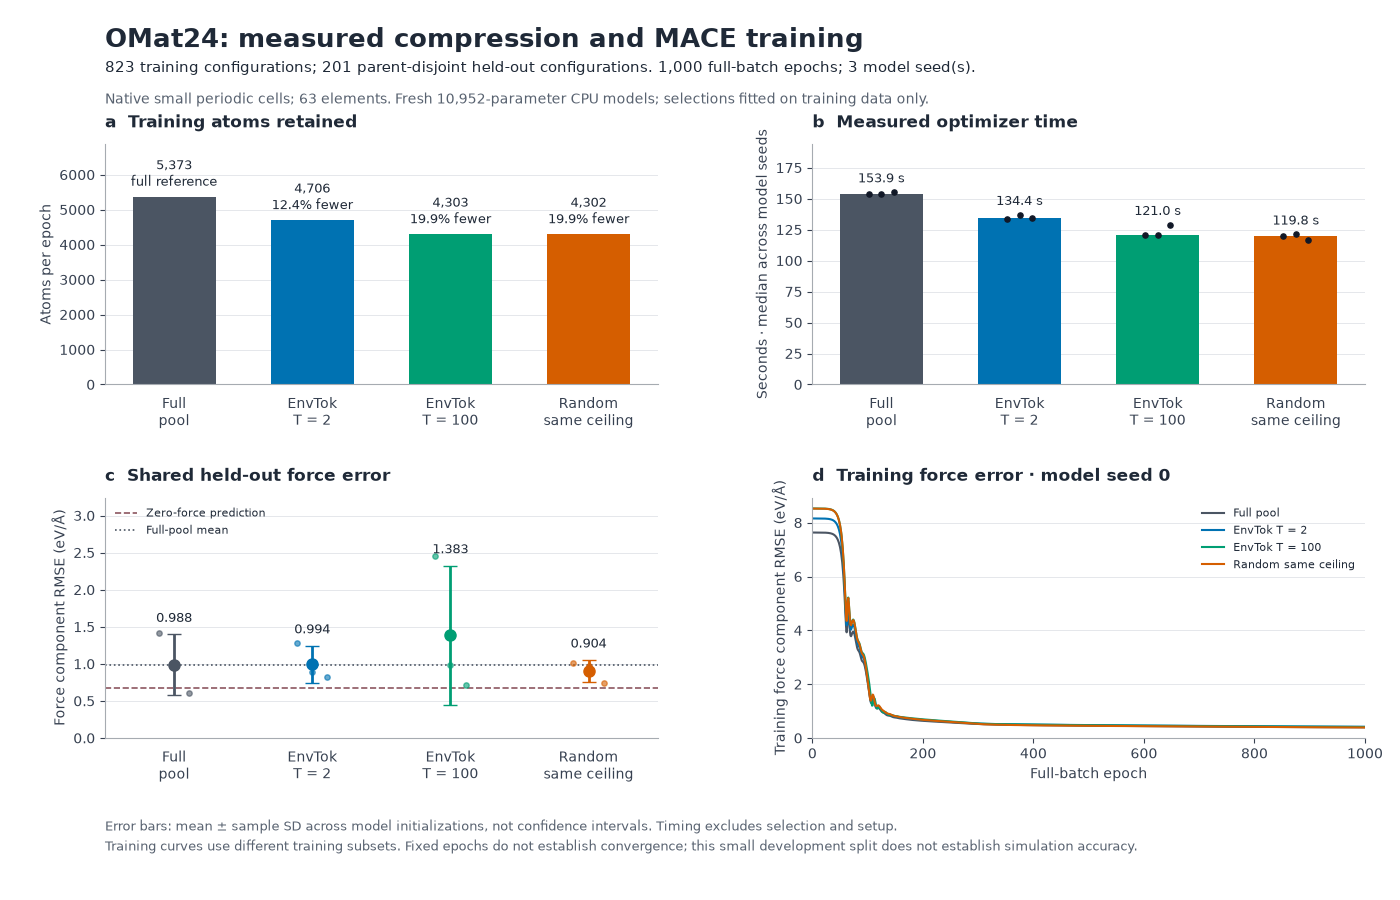 OMat24: measured compression and MACE training
823 training configurations; 201 parent-disjoint held-out configurations. 1,000 full-batch epochs; 3 model seed(s).
Native small periodic cells; 63 elements. Fresh 10,952-parameter CPU models; selections fitted on training data only.
a Training atoms retained
Atoms per epoch
6000
5000
4000
3000
2000
1000
0
5,373
full reference
4,706
12.4% fewer
4,303
19.9% fewer
4,302
19.9% fewer
Full
pool
EnvTok
T = 2
EnvTok
T = 100
Random
same ceiling
b Measured optimizer time
Seconds · median across model seeds
175
150
125
100
75
50
25
0
153.9 s
134.4 s
121.0 s
119.8 s
Full
pool
EnvTok
T = 2
EnvTok
T = 100
Random
same ceiling
c Shared held-out force error
Force component RMSE (eV/Å)
3.0
2.5
2.0
1.5
1.0
0.5
0.0
Zero-force prediction
Full-pool mean
0.988
0.994
1.383
0.904
Full
pool
EnvTok
T = 2
EnvTok
T = 100
Random
same ceiling
d Training force error · model seed 0
Training force component RMSE (eV/Å)
8
6
4
2
0
Full pool
EnvTok T = 2
EnvTok T = 100
Random same ceiling
0
200
400
600
800
1000
Full-batch epoch
Error bars: mean ± sample SD across model initializations, not confidence intervals. Timing excludes selection and setup.
Training curves use different training subsets. Fixed epochs do not establish convergence; this small development split does not establish simulation accuracy.